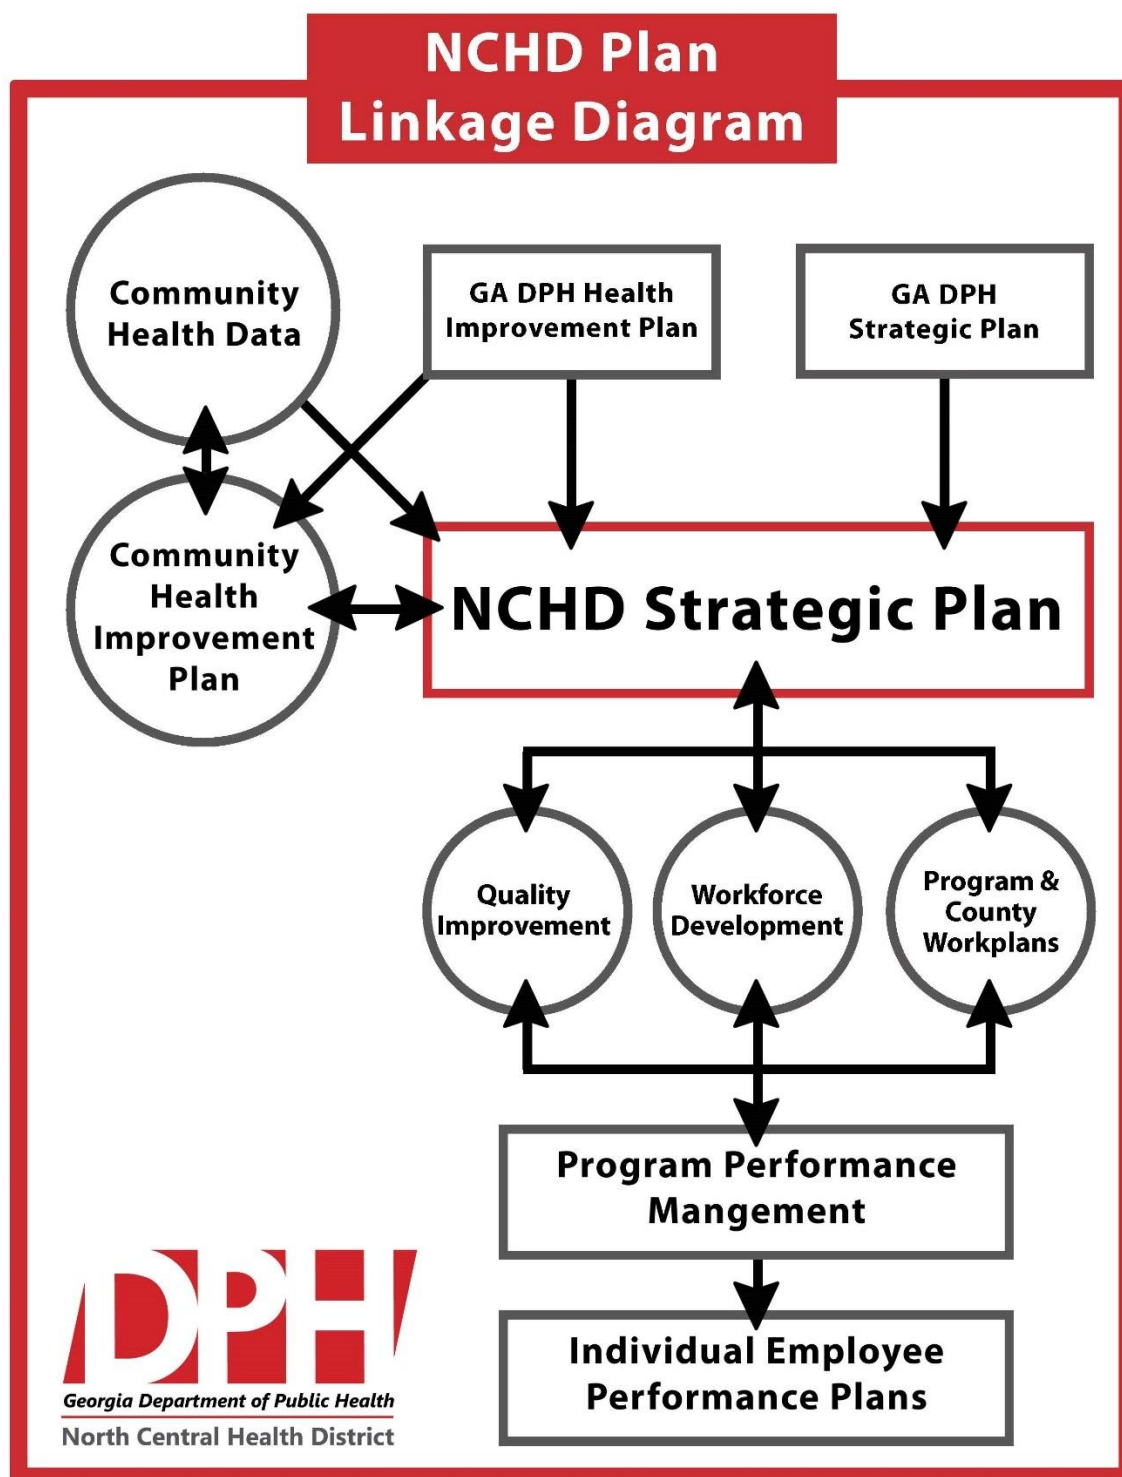 NCHD Plan
Linkage Diagram
Community
Health Data
GA DPH Health
Improvement Plan
GA DPH
Strategic Plan
Community
Health
Improvement
Plan
NCHD Strategic Plan
Quality
Improvement
Workforce
Development
Program &
County
Workplans
Program Performance
Mangement
Individual Employee
Performance Plans
DPH
Georgia Department of Public Health
North Central Health District